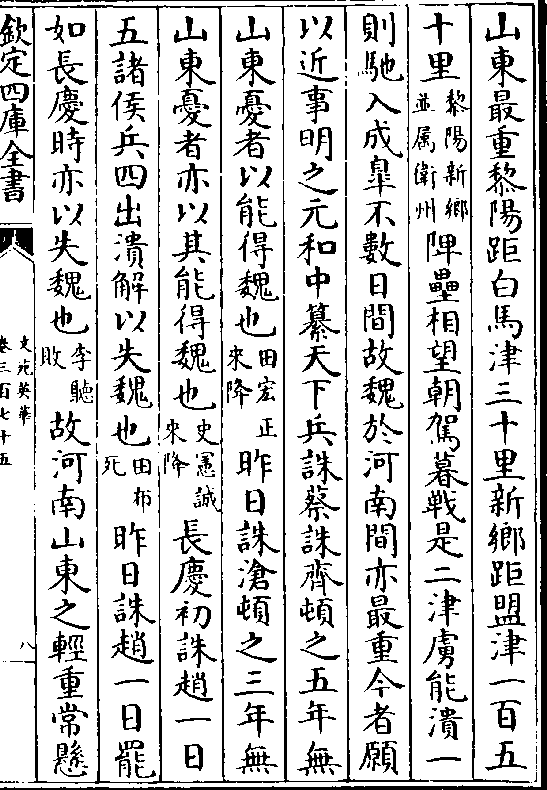 山東最重黎陽距白馬津三十里新鄉距盟津一百五
十里黎陽新鄉並屬衛州陴壘相望朝駕暮戰是二津虜能潰一
則馳入成臯不數日間故魏於河南間亦最重今者願
以近事明之元和中纂天下兵誅蔡誅齊頓之五年無
山東憂者以能得魏也田宏正來降昨日誅滄頓之三年無
山東憂者亦以其能得魏也史憲誠來降長慶初誅趙一日
五諸侯兵四出潰解以失魏也田布死昨日誅趙一日罷
如長慶時亦以失魏也李聽敗故河南山東之輕重常懸
欽定四庫全書
文苑英華
卷三百七十五
八